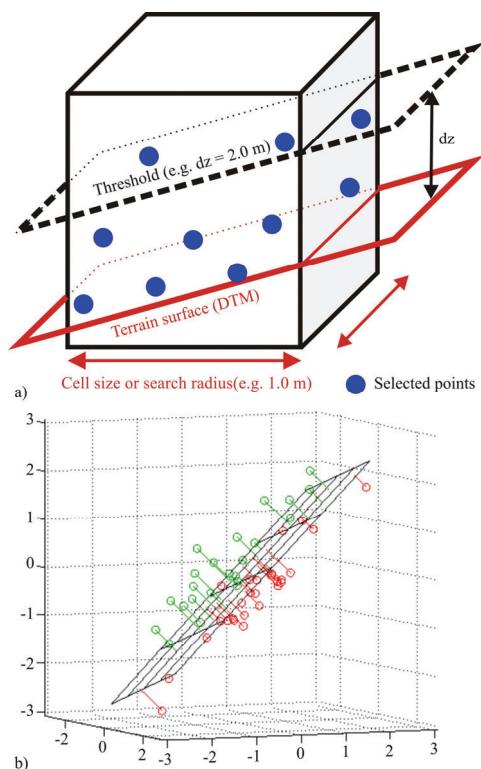 Threshold (e.g. dz = 2.0 m)
dz
Terrain surface (DTM)
Cell size or search radius(e.g. 1.0 m)
Selected points
a)
3
2
1
0
-1
-2
-3
-2
0
2
-3
-2
-1
0
1
2
3
b)